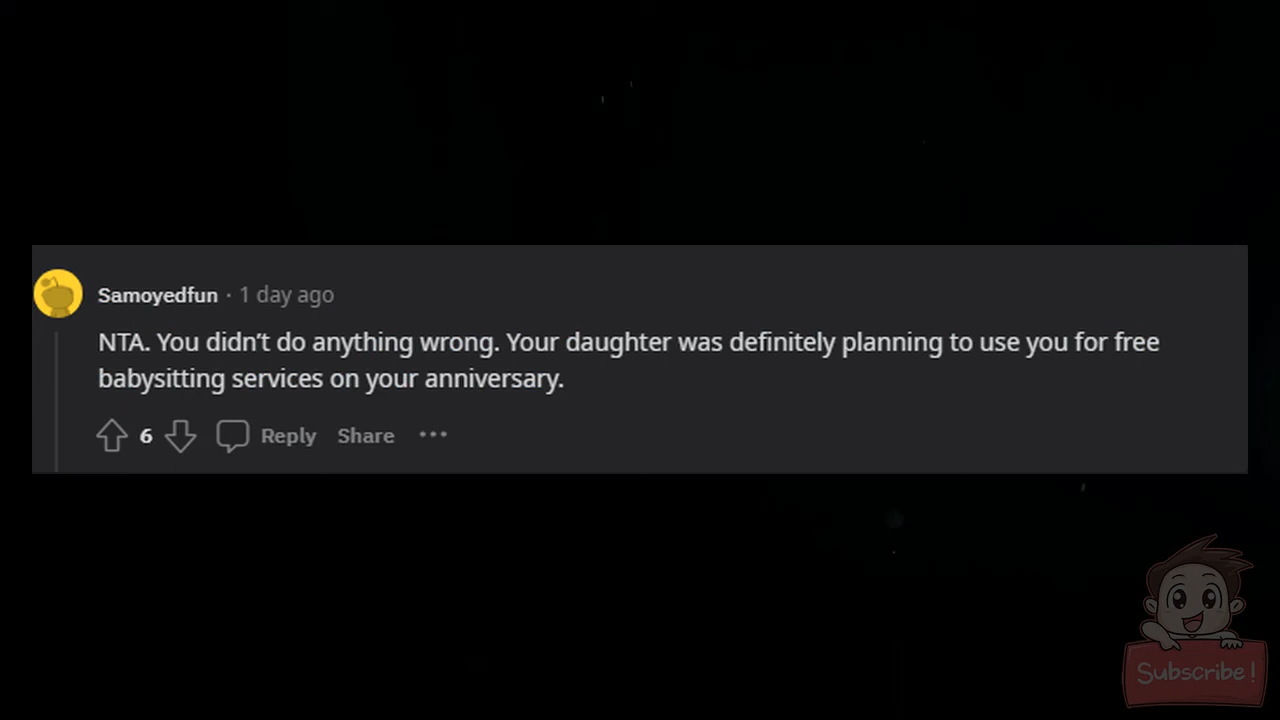 Samoyedfun · 1 day ago
NTA. You didn’t do anything wrong. Your daughter was definitely planning to use you for free
babysitting services on your anniversary.
6 Reply Share ···
Subscribe!